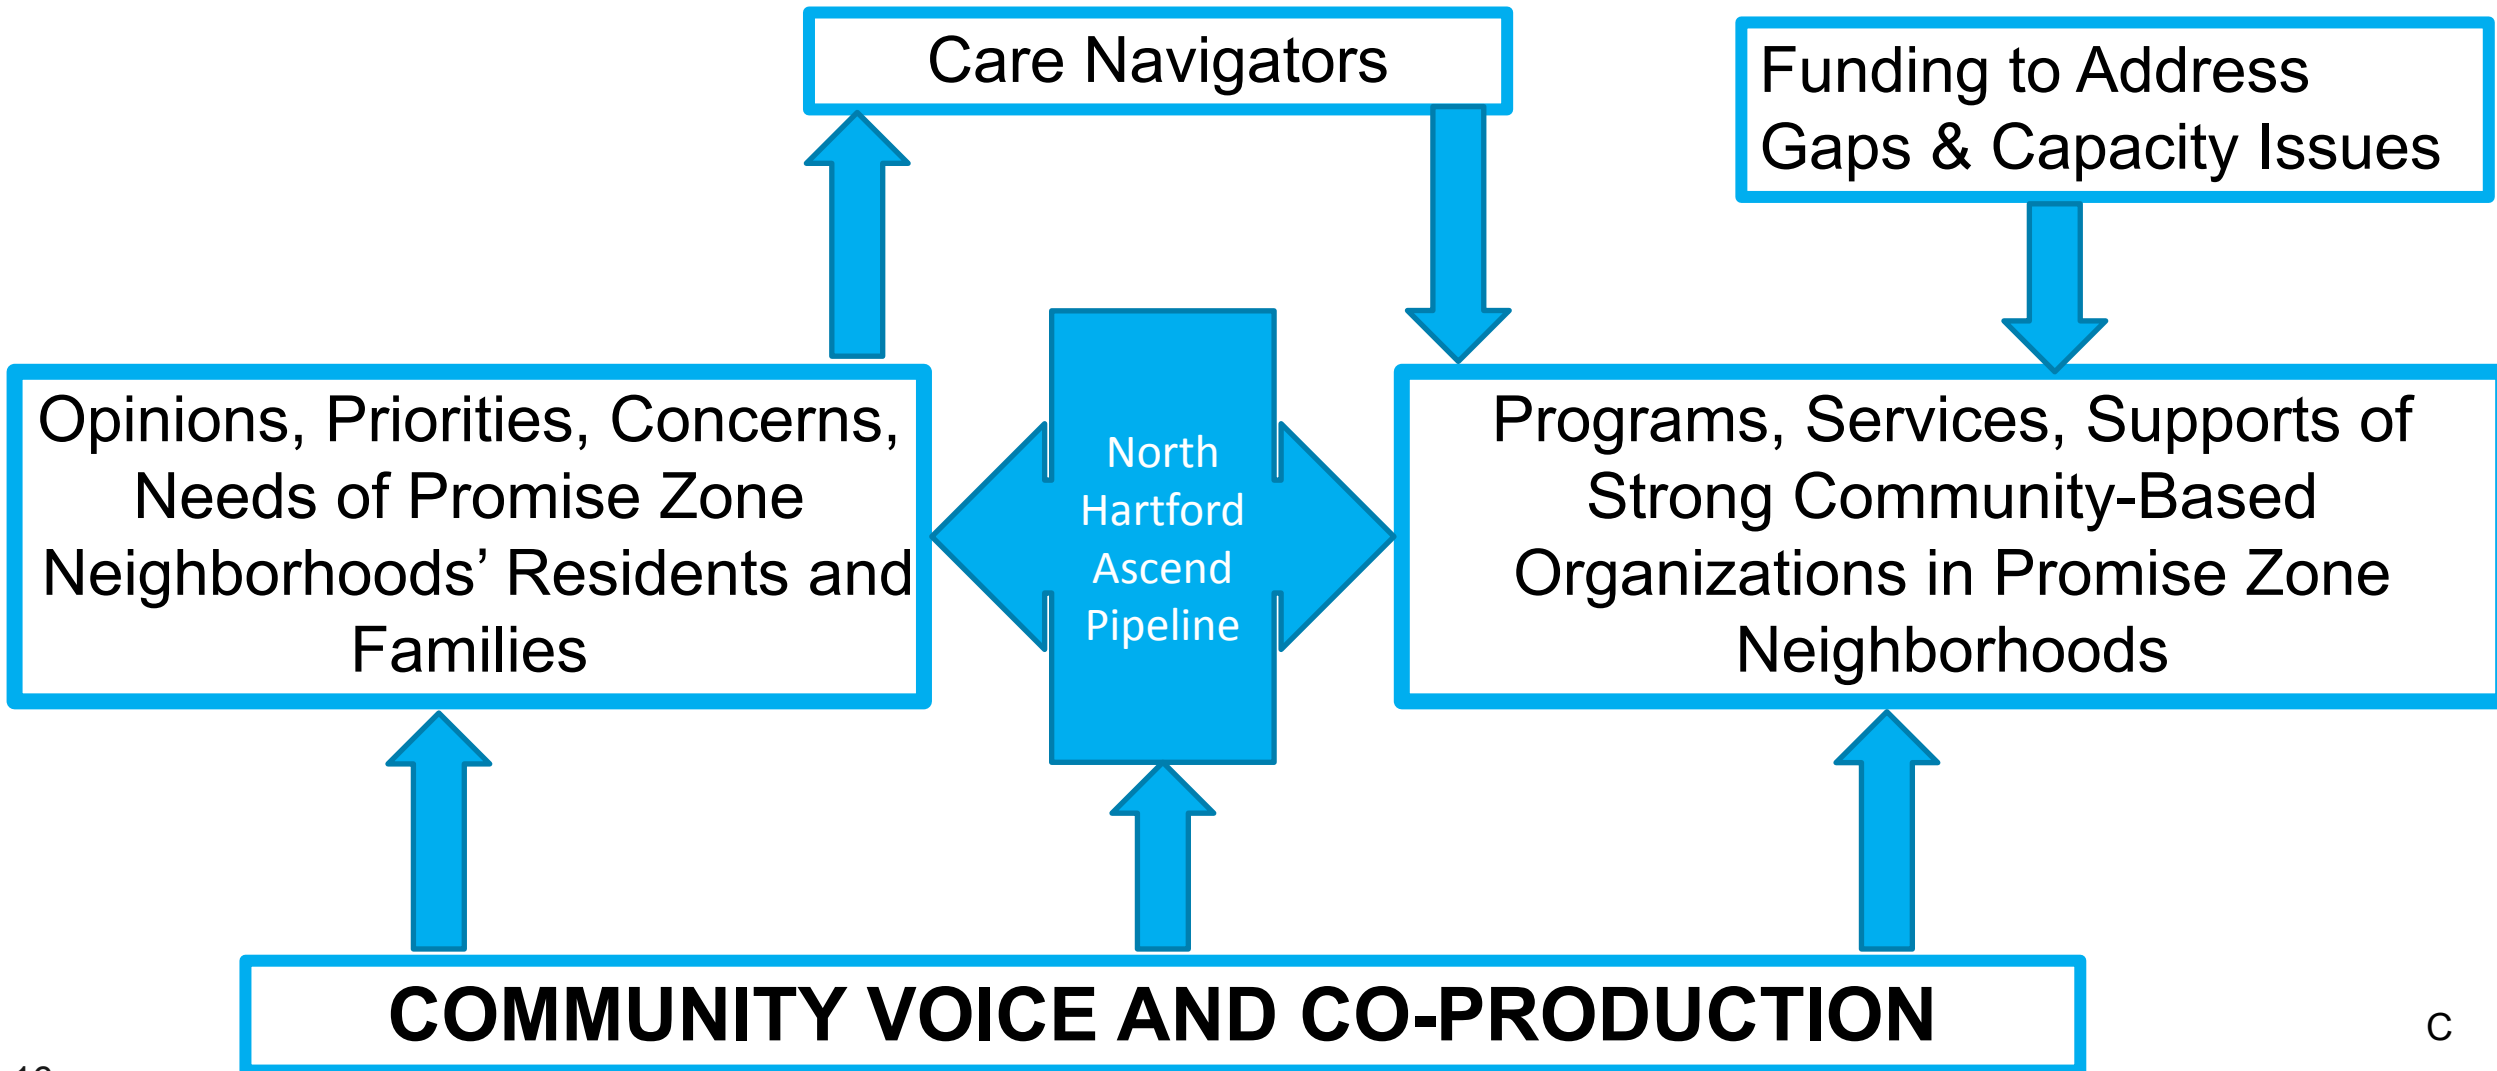 Care Navigators
Funding to Address
Gaps & Capacity Issues
Opinions, Priorities, Concerns,
Needs of Promise Zone
Neighborhoods’ Residents and
Families
North
Hartford
Ascend
Pipeline
Programs, Services, Supports of
Strong Community-Based
Organizations in Promise Zone
Neighborhoods
COMMUNITY VOICE AND CO-PRODUCTION
C